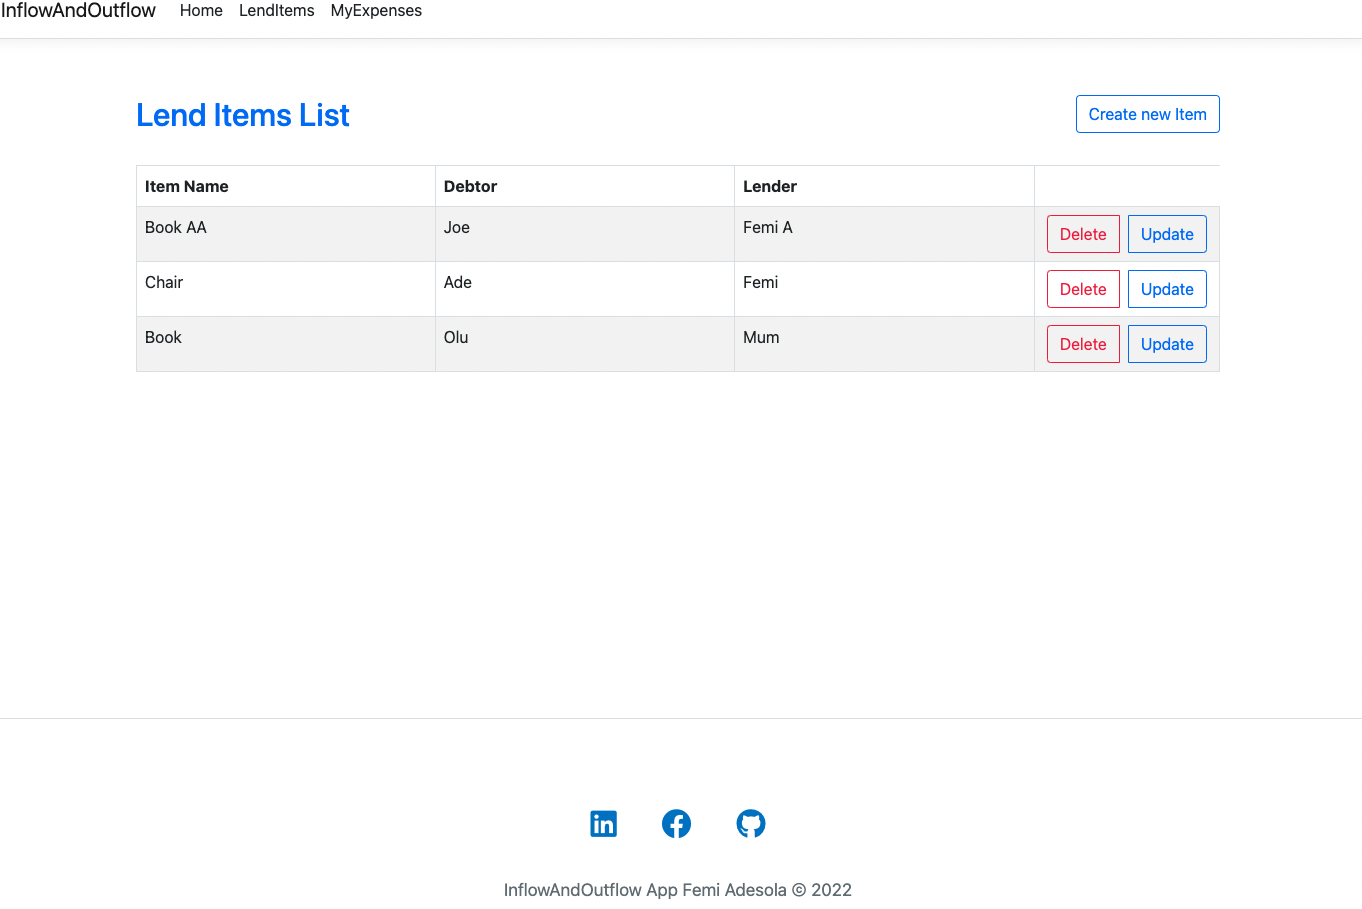 InflowAndOutflow Home LendItems MyExpenses
Lend Items List Create new Item
Item Name Debtor Lender
Book AA Joe Femi A Delete Update
Chair Ade Femi Delete Update
Book Olu Mum Delete Update
in
InflowAndOutflow App Femi Adesola © 2022